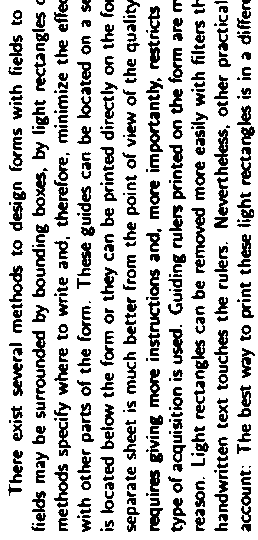 There exist several methods to design forms with fields to
fields may be surrounded by bounding boxes, by light rectangles
methods specify where to write and, therefore, minimize the effec
with other parts of the form. These guides can be located on a se
is located below the form or they can be printed directly on the fo
separate sheet is much better from the point of view of the quality
requires giving more instructions and, more importantly, restricts
type of acquisition is used. Guiding rulers printed on the form are m
reason. Light rectangles can be removed more easily with filters th
handwritten text touches the rulers. Nevertheless, other practical
account: The best way to print these light rectangles is in a differe